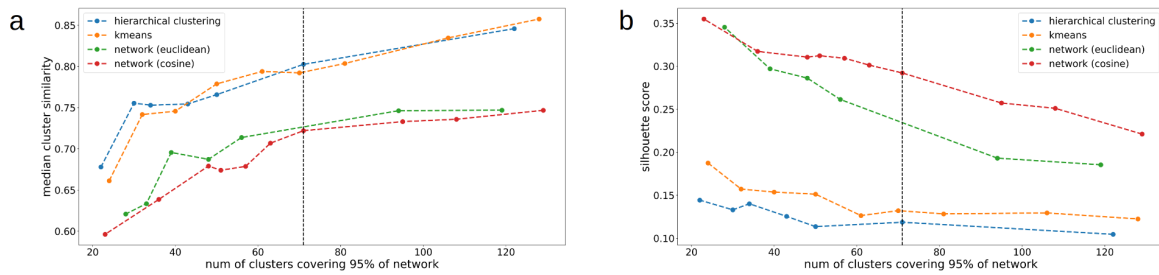 a
hierarchical clustering
kmeans
network (euclidean)
network (cosine)
median cluster similarity
0.85
0.80
0.75
0.70
0.65
0.60
20 40 60 80 100 120
num of clusters covering 95% of network
b
hierarchical clustering
kmeans
network (euclidean)
network (cosine)
silhouette score
0.35
0.30
0.25
0.20
0.15
0.10
20 40 60 80 100 120
num of clusters covering 95% of network